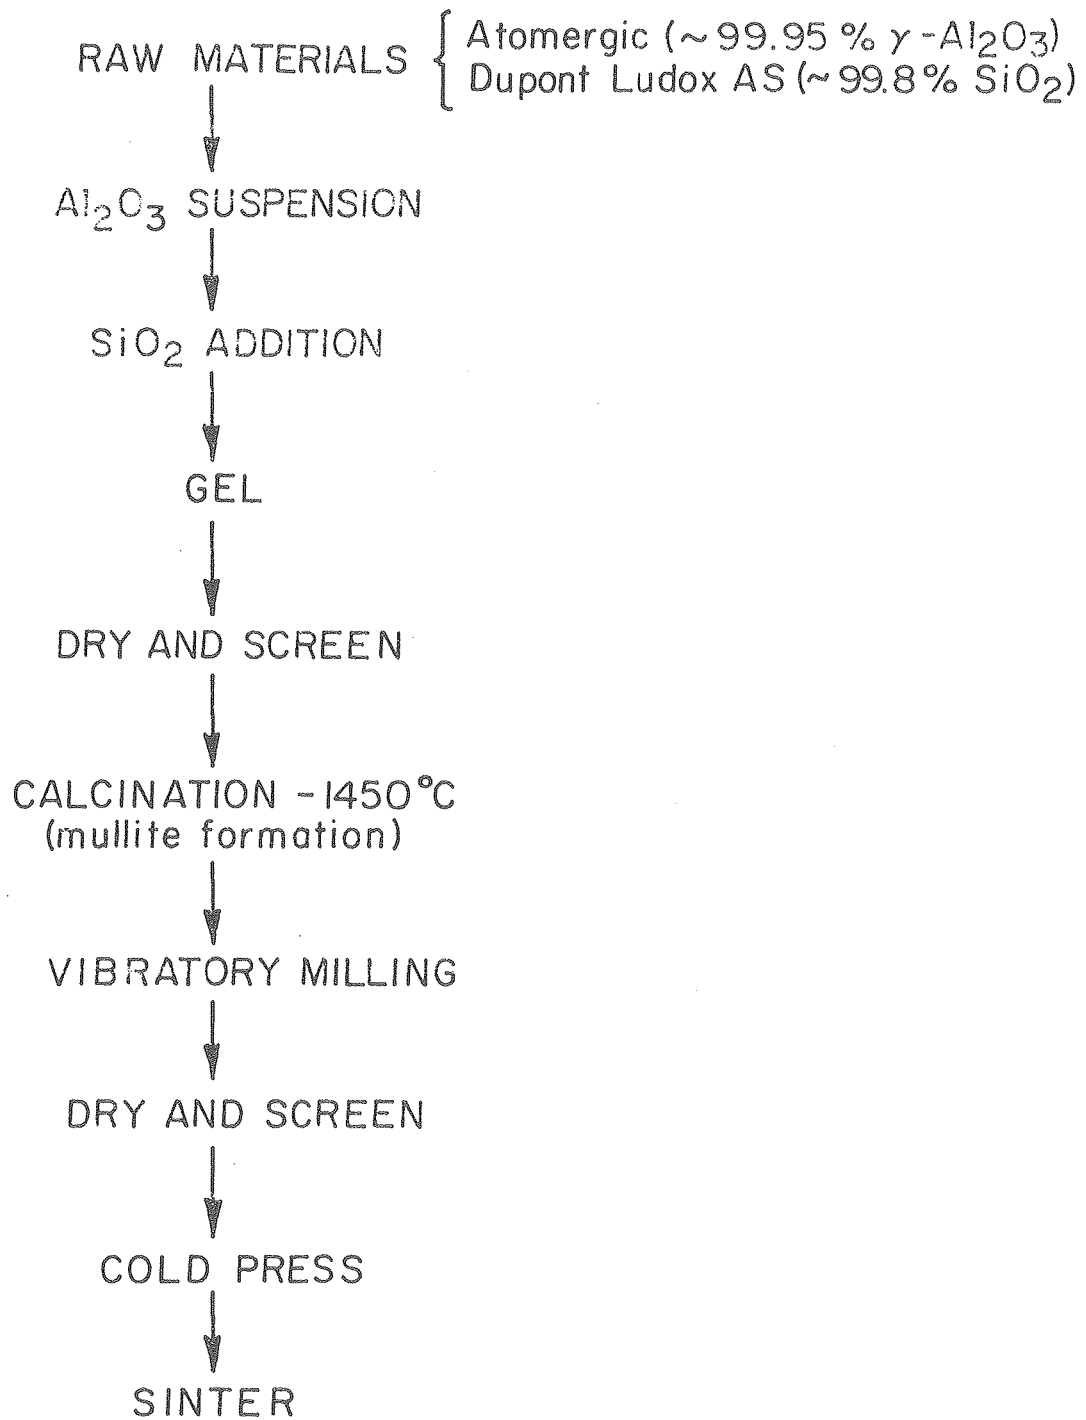 RAW MATERIALS { Atomergic (~99.95 % γ-Al₂O₃)
Dupont Ludox AS (~99.8% SiO₂)
Al₂O₃ SUSPENSION
SiO₂ ADDITION
GEL
DRY AND SCREEN
CALCINATION -1450°C
(mullite formation)
VIBRATORY MILLING
DRY AND SCREEN
COLD PRESS
SINTER